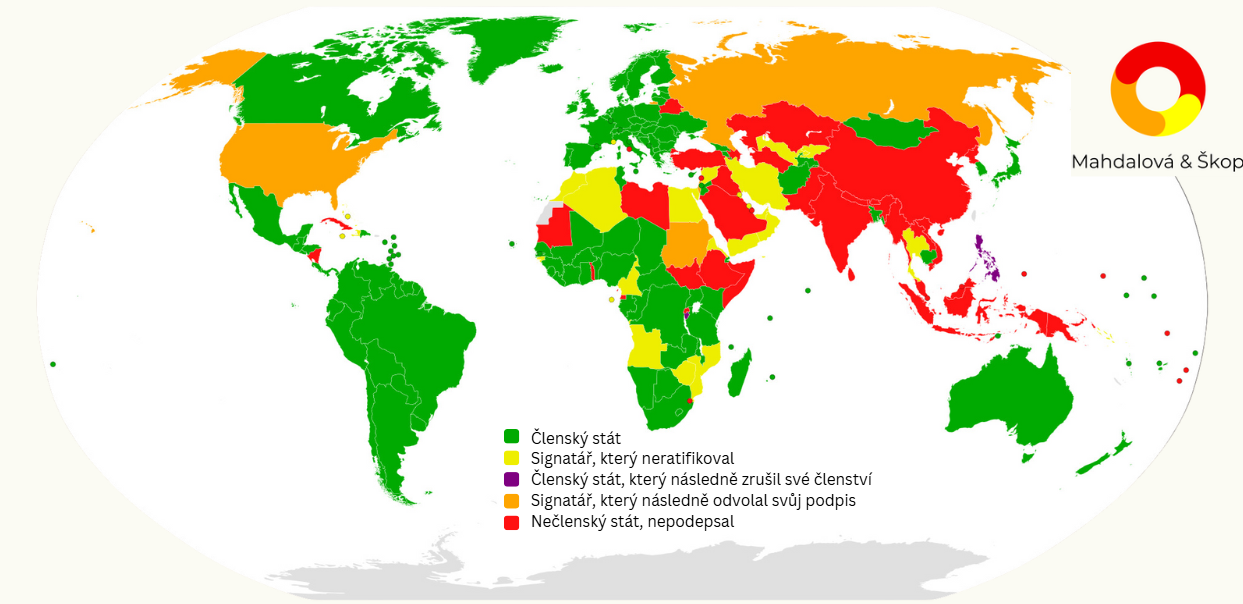 Mahdalová & Škop
Členský stát
Signatář, který neratifikoval
Členský stát, který následně zrušil své členství
Signatář, který následně odvolal svůj podpis
Nečlenský stát, nepodepsal